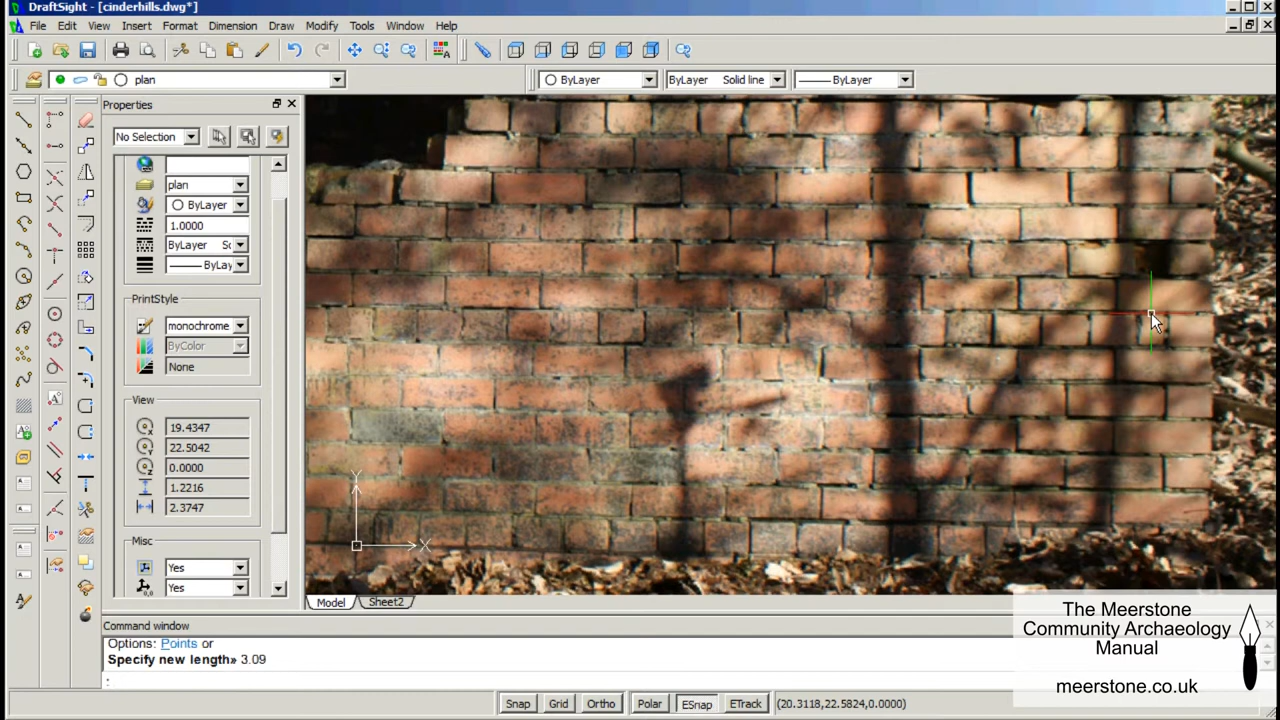 DraftSight - [cinderhills.dwg*]
File Edit View Insert Format Dimension Draw Modify Tools Window Help
plan
ByLayer
ByLayer Solid line
ByLayer
Properties
No Selection
plan
ByLayer
1.0000
ByLayer
ByLay
PrintStyle
monochrome
ByColor
None
View
19.4347
22.5042
0.0000
1.2216
2.3747
Misc
Yes
Yes
Y
X
Model Sheet2
Command window
Options: Points or
Specify new length» 3.09
:
Snap Grid Ortho Polar ESnap ETrack (20.3118,22.5824,0.0000)
The Meerstone
Community Archaeology
Manual
meerstone.co.uk